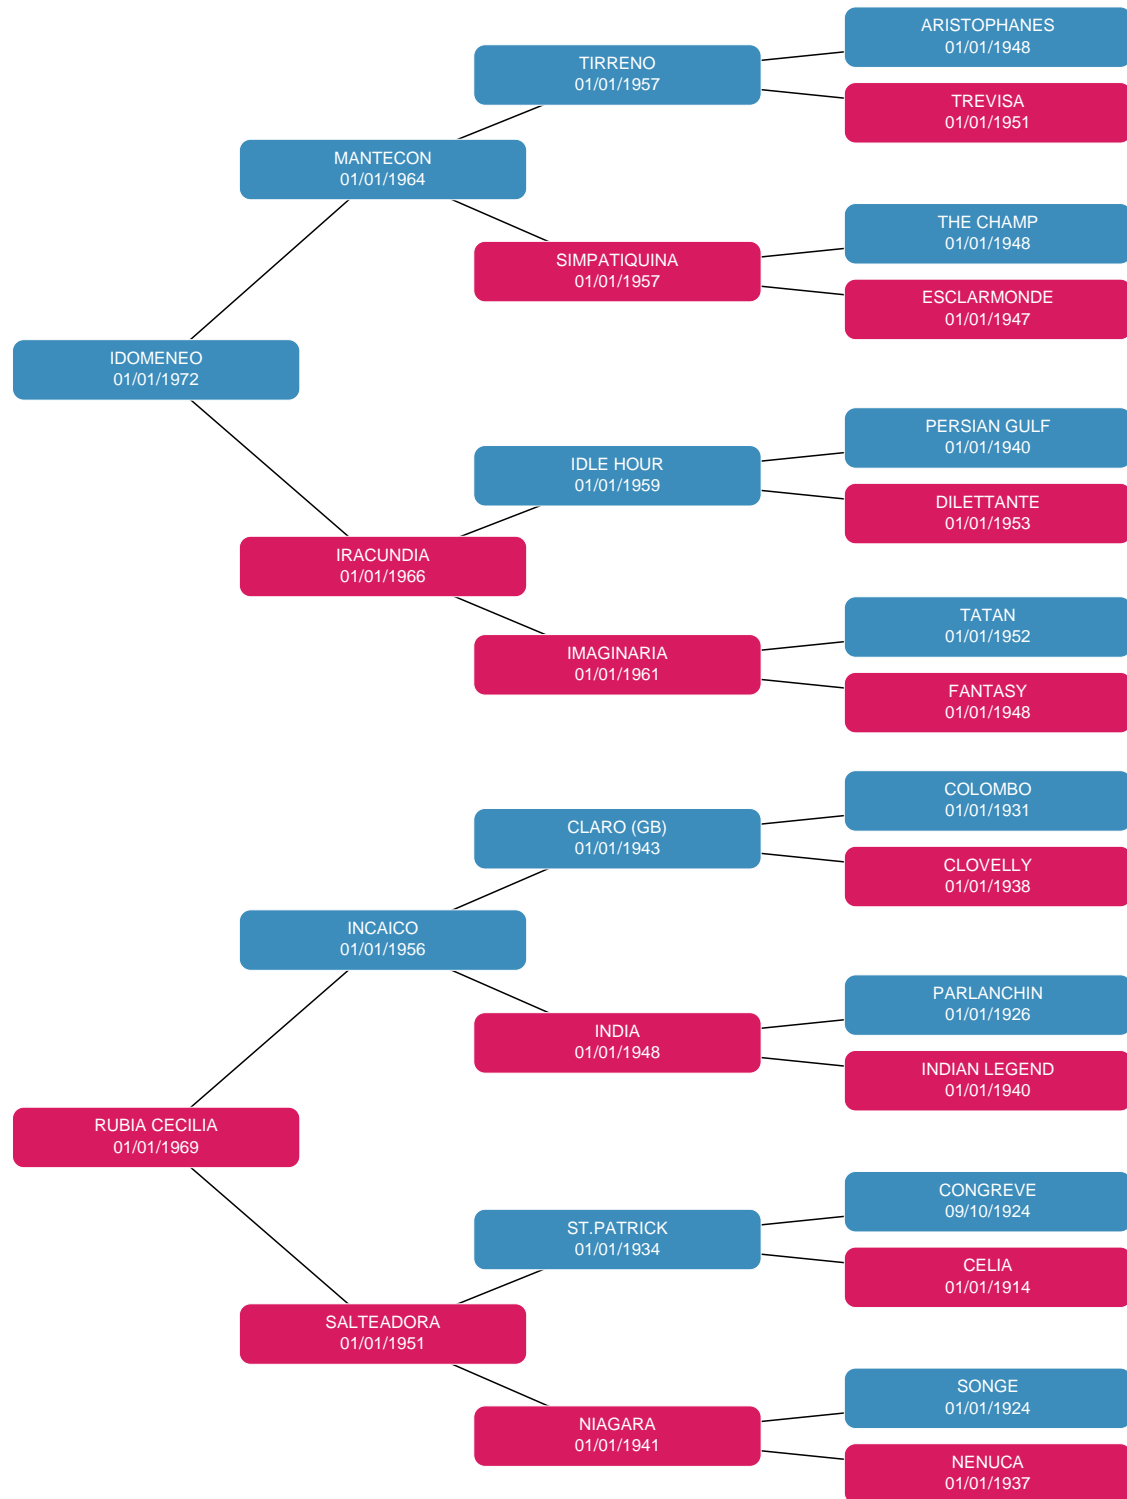 ARISTOPHANES
01/01/1948
TIRRENO
01/01/1957
TREVISA
01/01/1951
MANTECON
01/01/1964
THE CHAMP
01/01/1948
SIMPATIQUINA
01/01/1957
ESCLARMONDE
01/01/1947
IDOMENEO
01/01/1972
PERSIAN GULF
01/01/1940
IDLE HOUR
01/01/1959
DILETTANTE
01/01/1953
IRACUNDIA
01/01/1966
TATAN
01/01/1952
IMAGINARIA
01/01/1961
FANTASY
01/01/1948
COLOMBO
01/01/1931
CLARO (GB)
01/01/1943
CLOVELLY
01/01/1938
INCAICO
01/01/1956
PARLANCHIN
01/01/1926
INDIA
01/01/1948
INDIAN LEGEND
01/01/1940
RUBIA CECILIA
01/01/1969
CONGREVE
09/10/1924
ST.PATRICK
01/01/1934
CELIA
01/01/1914
SALTEADORA
01/01/1951
SONGE
01/01/1924
NIAGARA
01/01/1941
NENUCA
01/01/1937